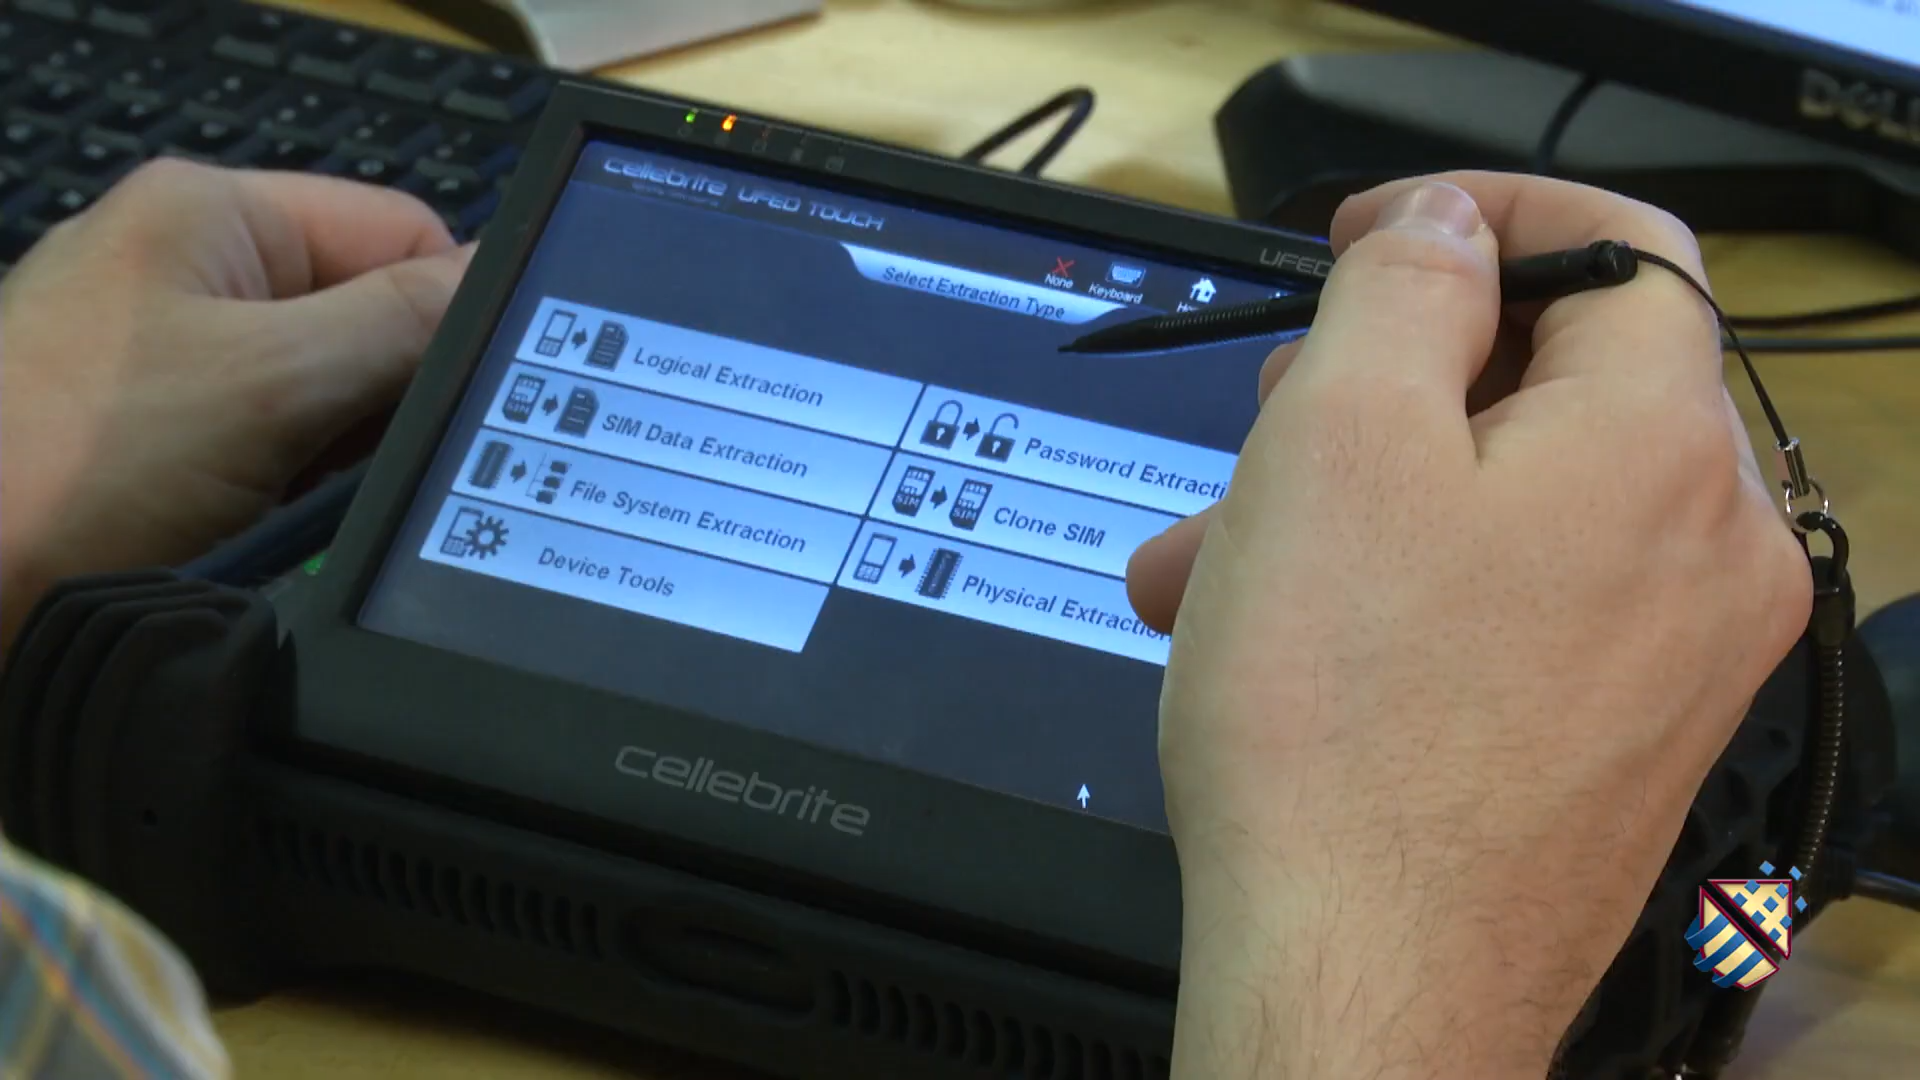 DELL
cellebrite UFED TOUCH
UFED
None
Keyboard
Select Extraction Type
Logical Extraction
Password Extracti
SIM Data Extraction
Clone SIM
File System Extraction
Physical Extraction
Device Tools
cellebrite